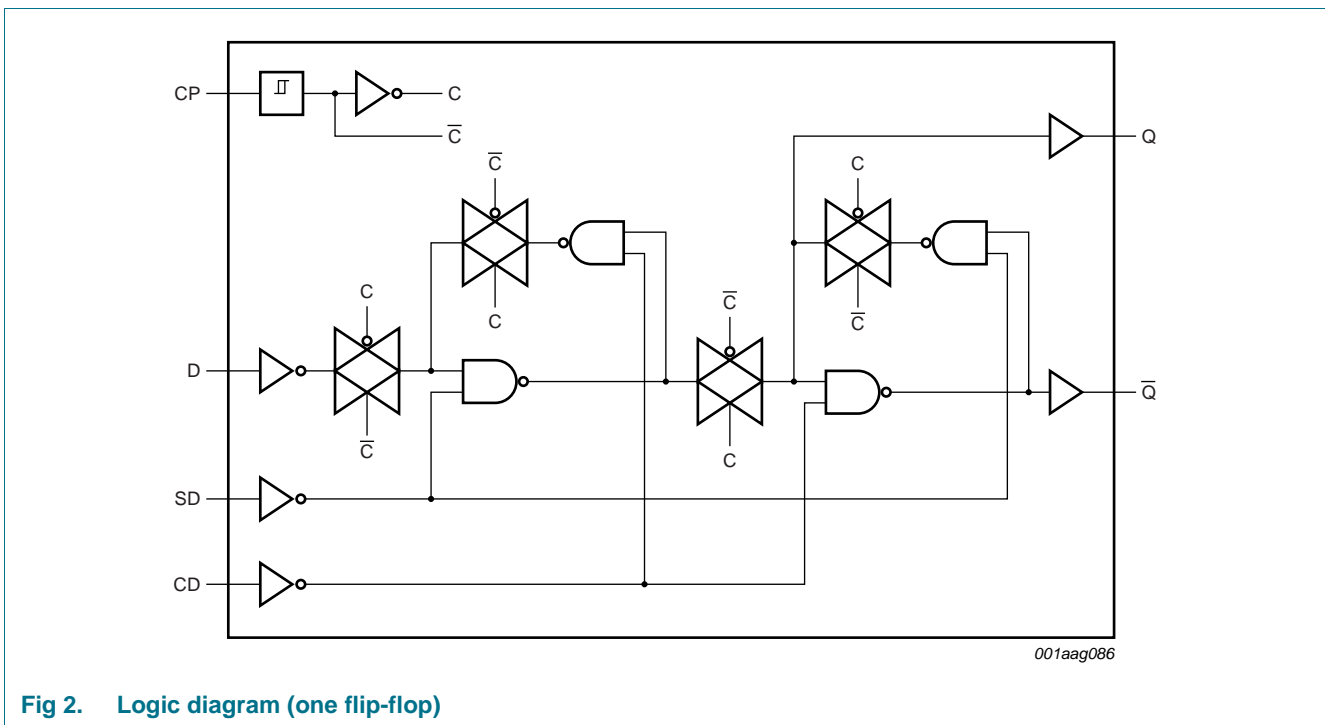 CP
C
C̅
Q
C̅
C
C
C̅
C
C̅
D
Q̅
C̅
C
SD
CD
001aag086
Fig 2. Logic diagram (one flip-flop)